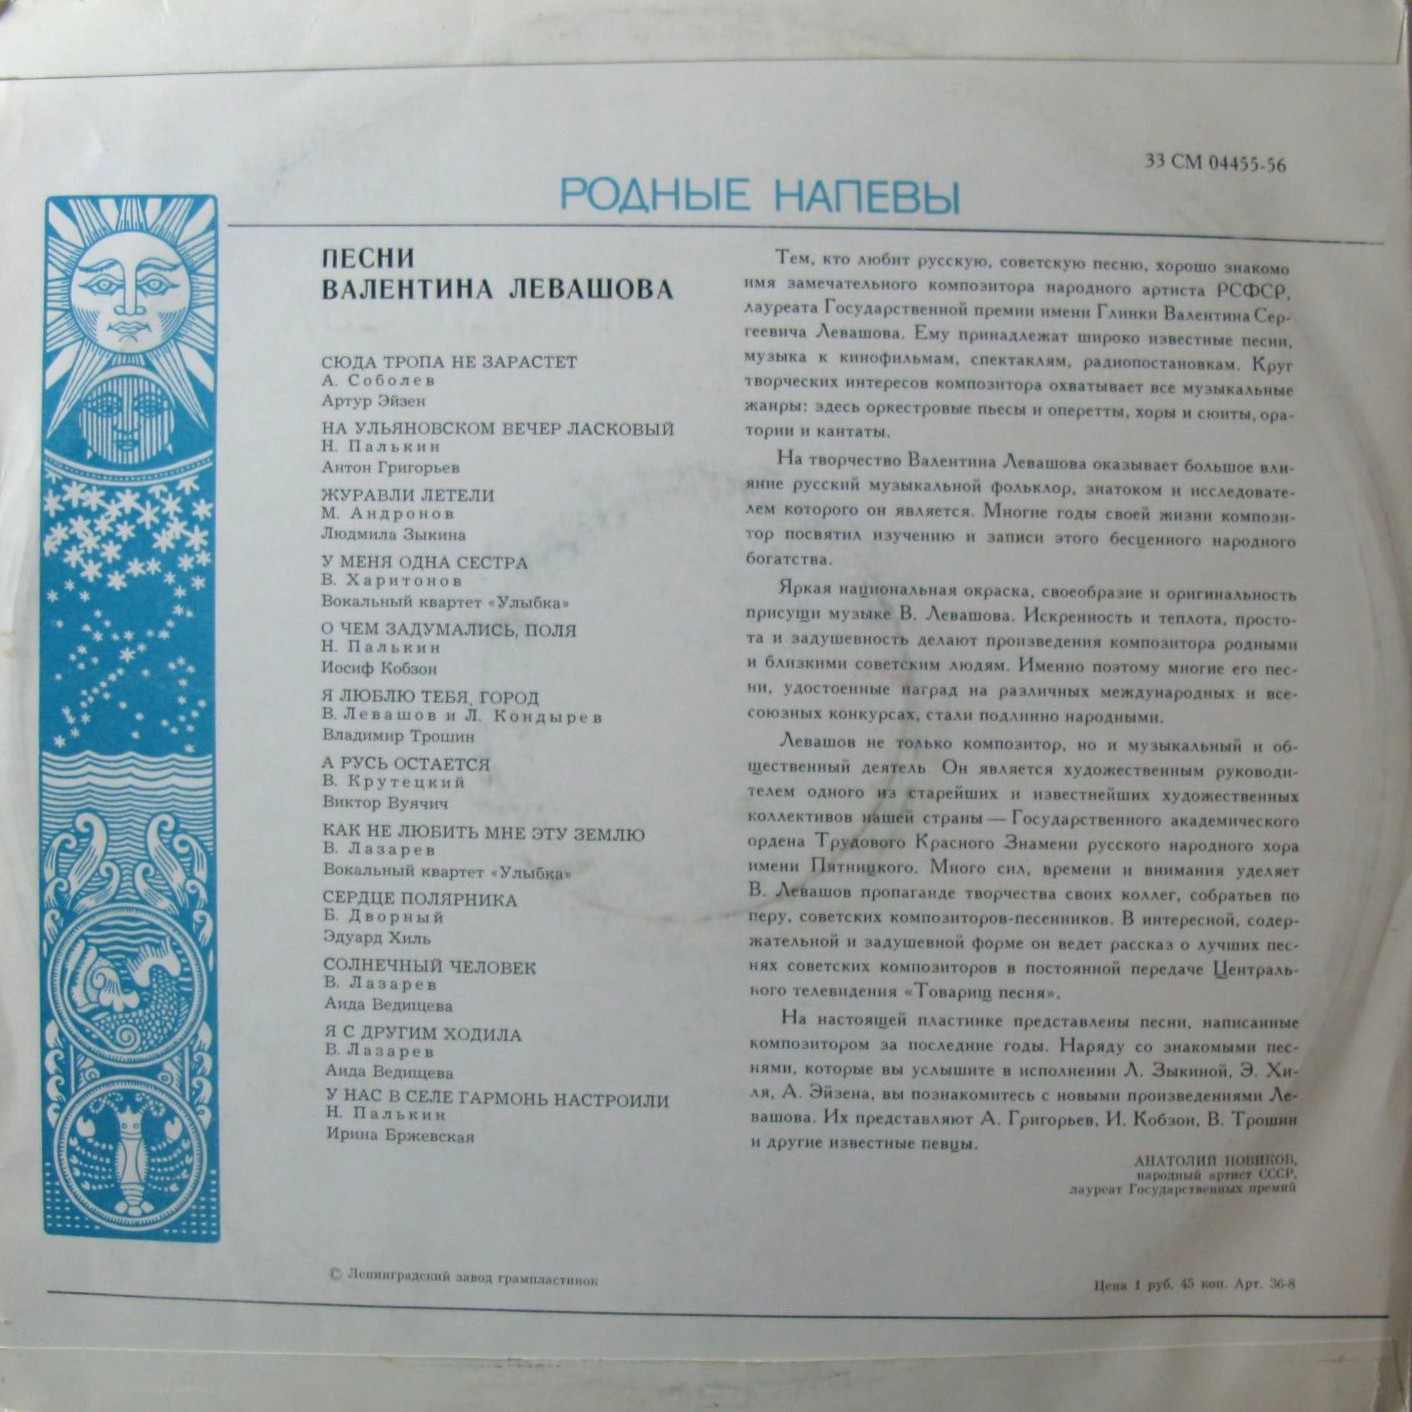 33 СМ 04455-56
РОДНЫЕ НАПЕВЫ
ПЕСНИ
ВАЛЕНТИНА ЛЕВАШОВА
СЮДА ТРОПА НЕ ЗАРАСТЕТ
А. Соболев
Артур Эйзен
НА УЛЬЯНОВСКОМ ВЕЧЕР ЛАСКОВЫЙ
Н. Палькин
Антон Григорьев
ЖУРАВЛИ ЛЕТЕЛИ
М. Андронов
Людмила Зыкина
У МЕНЯ ОДНА СЕСТРА
В. Харитонов
Вокальный квартет «Улыбка»
О ЧЕМ ЗАДУМАЛИСЬ, ПОЛЯ
Н. Палькин
Иосиф Кобзон
Я ЛЮБЛЮ ТЕБЯ, ГОРОД
В. Левашов и Л. Кондырев
Владимир Трошин
А РУСЬ ОСТАЕТСЯ
В. Крутецкий
Виктор Вуячич
КАК НЕ ЛЮБИТЬ МНЕ ЭТУ ЗЕМЛЮ
В. Лазарев
Вокальный квартет «Улыбка»
СЕРДЦЕ ПОЛЯРНИКА
Б. Дворный
Эдуард Хиль
СОЛНЕЧНЫЙ ЧЕЛОВЕК
В. Лазарев
Аида Ведищева
Я С ДРУГИМ ХОДИЛА
В. Лазарев
Аида Ведищева
У НАС В СЕЛЕ ГАРМОНЬ НАСТРОИЛИ
Н. Палькин
Ирина Бржевская
Тем, кто любит русскую, советскую песню, хорошо знакомо
имя замечательного композитора народного артиста РСФСР,
лауреата Государственной премии имени Глинки Валентина Сер-
геевича Левашова. Ему принадлежат широко известные песни,
музыка к кинофильмам, спектаклям, радиопостановкам. Круг
творческих интересов композитора охватывает все музыкальные
жанры: здесь оркестровые пьесы и оперетты, хоры и сюиты, ора-
тории и кантаты.
На творчество Валентина Левашова оказывает большое вли-
яние русский музыкальной фольклор, знатоком и исследовате-
лем которого он является. Многие годы своей жизни компози-
тор посвятил изучению и записи этого бесценного народного
богатства.
Яркая национальная окраска, своеобразие и оригинальность
присущи музыке В. Левашова. Искренность и теплота, просто-
та и задушевность делают произведения композитора родными
и близкими советским людям. Именно поэтому многие его пес-
ни, удостоенные наград на различных международных и все-
союзных конкурсах, стали подлинно народными.
Левашов не только композитор, но и музыкальный и об-
щественный деятель. Он является художественным руководи-
телем одного из старейших и известнейших художественных
коллективов нашей страны — Государственного академического
ордена Трудового Красного Знамени русского народного хора
имени Пятницкого. Много сил, времени и внимания уделяет
В. Левашов пропаганде творчества своих коллег, собратьев по
перу, советских композиторов-песенников. В интересной, содер-
жательной и задушевной форме он ведет рассказ о лучших пес-
нях советских композиторов в постоянной передаче Централь-
ного телевидения «Товарищ песня».
На настоящей пластинке представлены песни, написанные
композитором за последние годы. Наряду со знакомыми пес-
нями, которые вы услышите в исполнении Л. Зыкиной, Э. Хи-
ля, А. Эйзена, вы познакомитесь с новыми произведениями Ле-
вашова. Их представляют А. Григорьев, И. Кобзон, В. Трошин
и другие известные певцы.
АНАТОЛИЙ НОВИКОВ,
народный артист СССР,
лауреат Государственных премий
© Ленинградский завод грампластинок
Цена 1 руб. 45 коп. Арт. 36-8